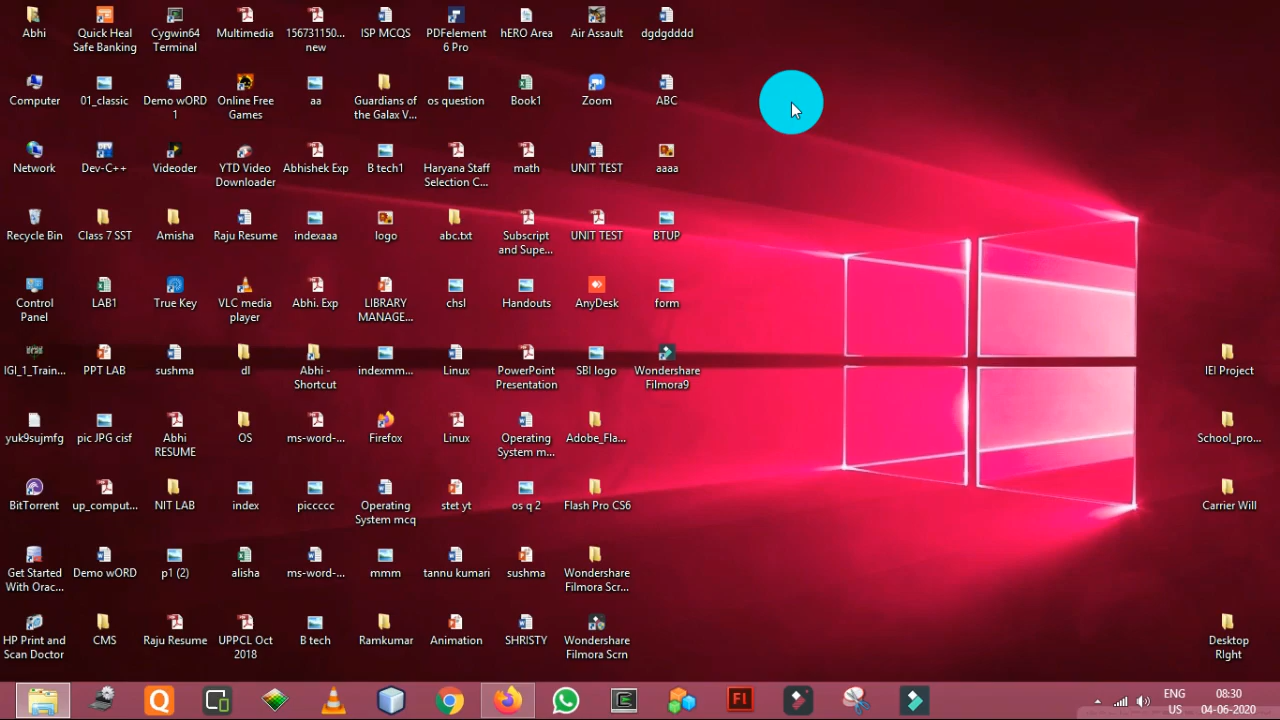 Abhi
Quick Heal
Safe Banking
Cygwin64
Terminal
Multimedia
156731150...
new
ISP MCQS
PDFelement
6 Pro
hERO Area
Air Assault
dgdgdddd
Computer
01_classic
Demo wORD
1
Online Free
Games
aa
Guardians of
the Galax V...
os question
Book1
Zoom
ABC
Network
Dev-C++
Videoder
YTD Video
Downloader
Abhishek Exp
B tech1
Haryana Staff
Selection C...
math
UNIT TEST
aaaa
Recycle Bin
Class 7 SST
Amisha
Raju Resume
indexaaa
logo
abc.txt
Subscript
and Supe...
UNIT TEST
BTUP
Control
Panel
LAB1
True Key
VLC media
player
Abhi. Exp
LIBRARY
MANAGE...
chsl
Handouts
AnyDesk
form
IGI_1_Train...
PPT LAB
sushma
dl
Abhi -
Shortcut
indexmm...
Linux
PowerPoint
Presentation
SBI logo
Wondershare
Filmora9
IEI Project
yuk9sujmfg
pic JPG cisf
Abhi
RESUME
OS
ms-word-...
Firefox
Linux
Operating
System m...
Adobe_Fla...
School_pro...
BitTorrent
up_comput...
NIT LAB
index
piccccc
Operating
System mcq
stet yt
os q 2
Flash Pro CS6
Carrier Will
Get Started
With Orac...
Demo wORD
p1 (2)
alisha
ms-word-...
mmm
tannu kumari
sushma
Wondershare
Filmora Scr...
HP Print and
Scan Doctor
CMS
Raju Resume
UPPCL Oct
2018
B tech
Ramkumar
Animation
SHRISTY
Wondershare
Filmora Scrn
Desktop
RIght
Q
Fl
ENG
US
08:30
04-06-2020